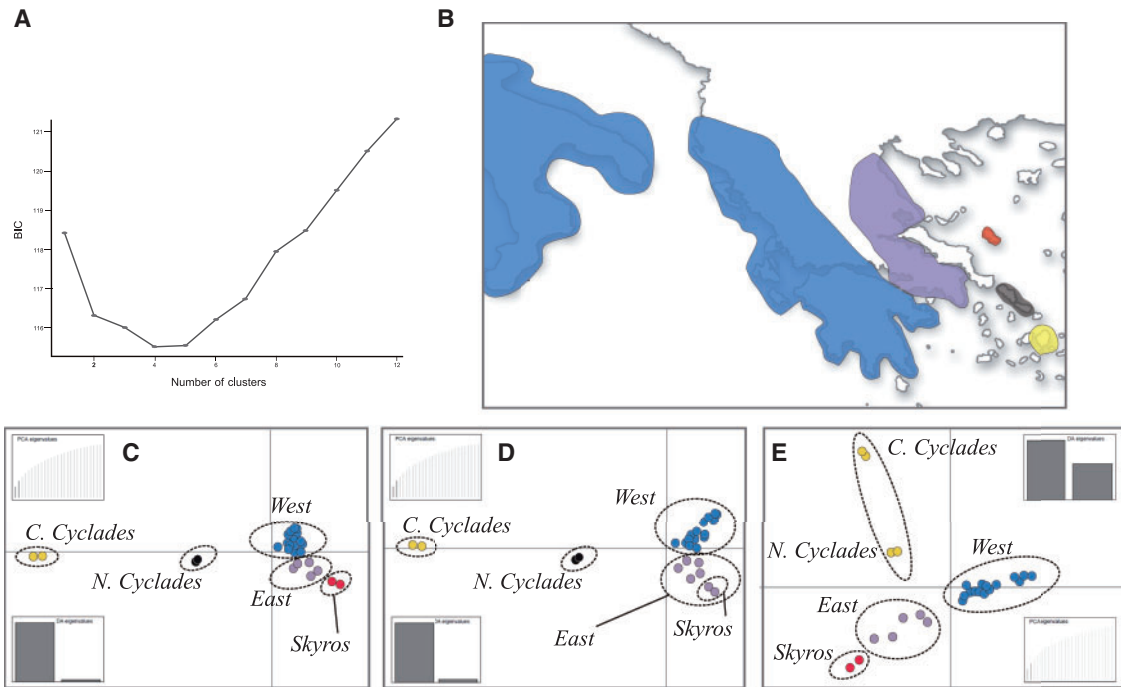 A
B
121
120
119
118
116
116
BIC
2
4
6
8
10
12
Number of clusters
PCA eigenvalues
C
West
C. Cyclades
N. Cyclades
East
Skyros
DA eigenvalues
PCA eigenvalues
D
West
C. Cyclades
N. Cyclades
East
Skyros
DA eigenvalues
E
C. Cyclades
DA eigenvalues
N. Cyclades
West
East
Skyros
PCA eigenvalues